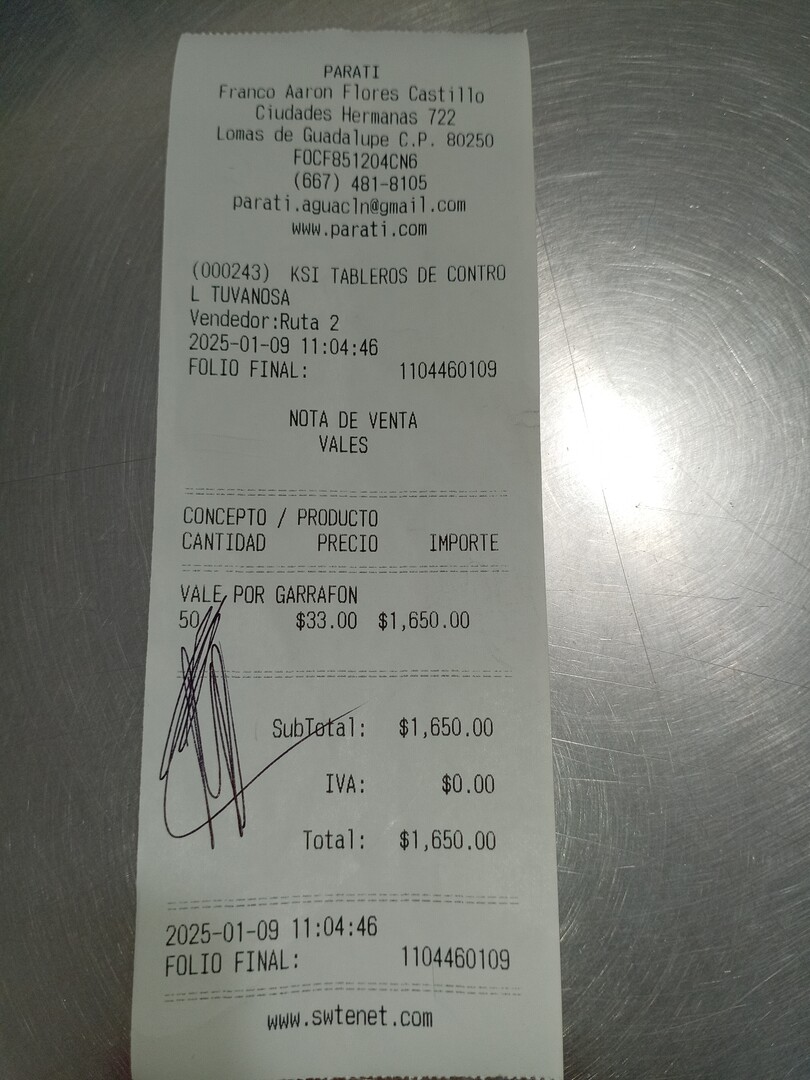 PARATI
Franco Aaron Flores Castillo
Ciudades Hermanas 722
Lomas de Guadalupe C.P. 80250
FOCF851204CN6
(667) 481-8105
parati.aguacln@gmail.com
www.parati.com
(000243) KSI TABLEROS DE CONTRO
L TUVANOSA
Vendedor:Ruta 2
2025-01-09 11:04:46
FOLIO FINAL: 1104460109
NOTA DE VENTA
VALES
CONCEPTO / PRODUCTO
CANTIDAD PRECIO IMPORTE
VALE POR GARRAFON
50 $33.00 $1,650.00
SubTotal: $1,650.00
IVA: $0.00
Total: $1,650.00
2025-01-09 11:04:46
FOLIO FINAL: 1104460109
www.swtenet.com